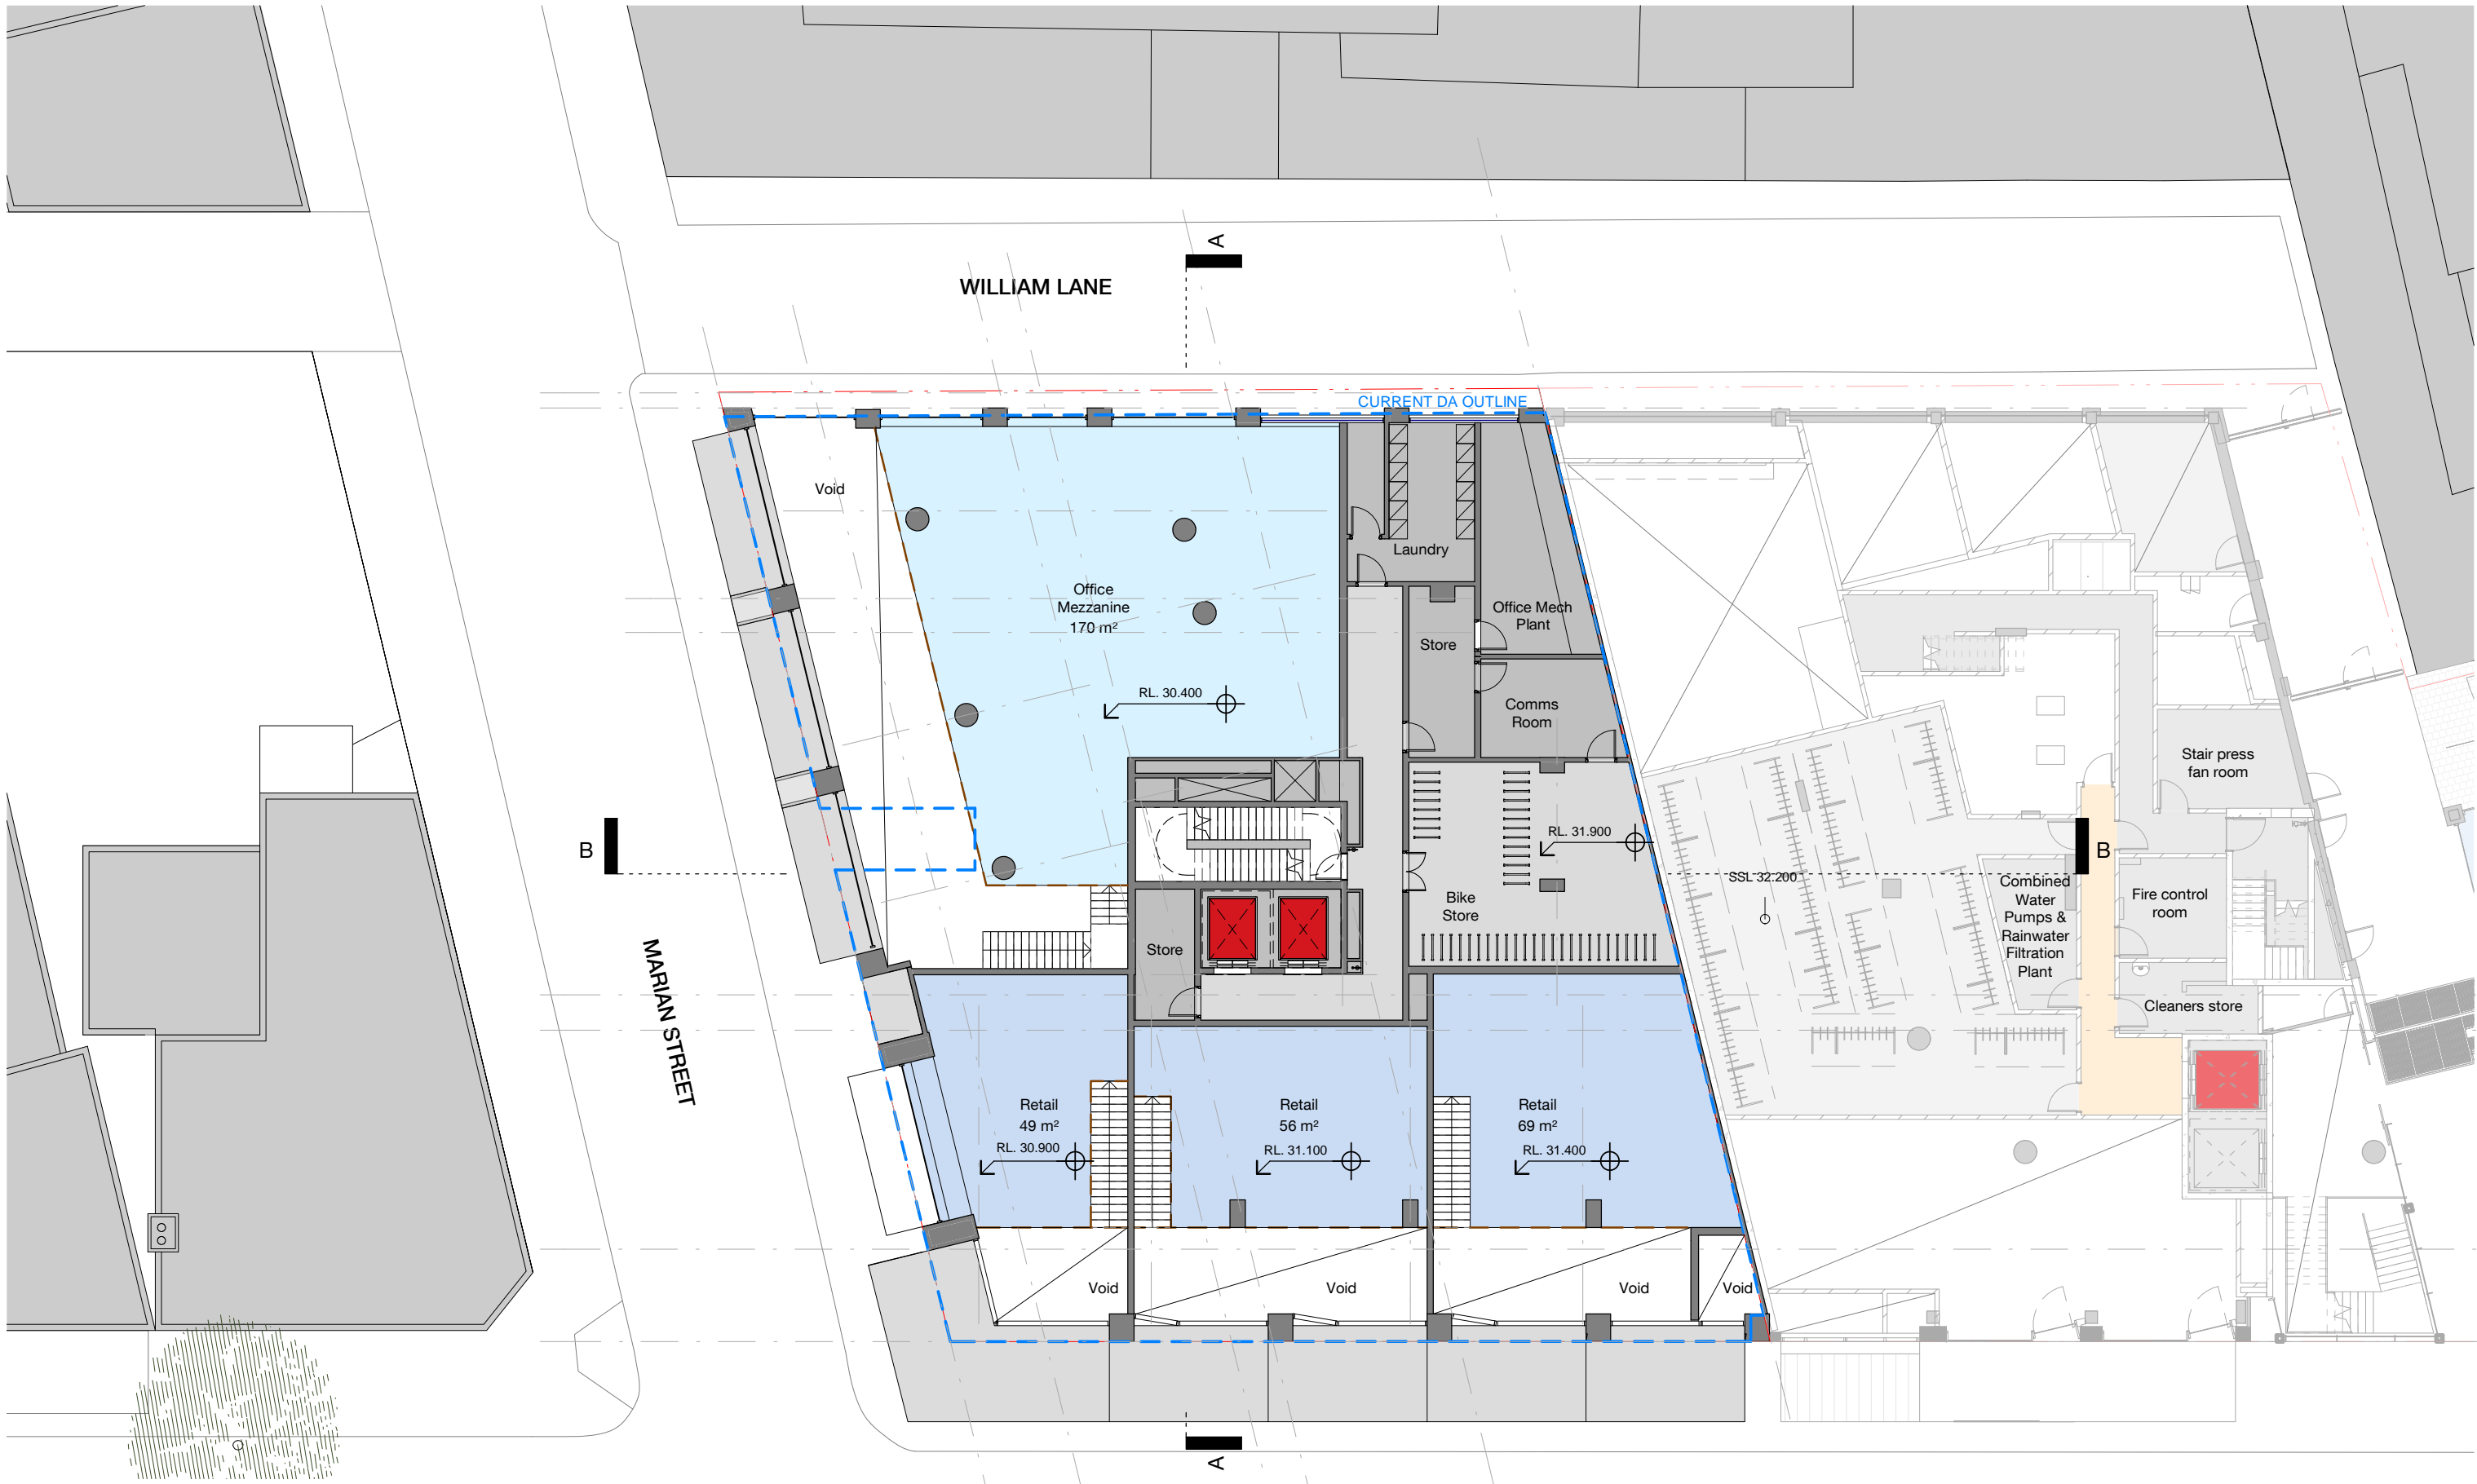 A
WILLIAM LANE
CURRENT DA OUTLINE
Void
Laundry
Office
Mezzanine
170 m²
Office Mech
Plant
Store
RL. 30.400
Comms
Room
Stair press
fan room
B
RL. 31.900
B
SSL 32.200
Combined
Water
Pumps &
Rainwater
Filtration
Plant
Fire control
room
Bike
Store
Store
MARIAN STREET
Cleaners store
Retail
49 m²
RL. 30.900
Retail
56 m²
RL. 31.100
Retail
69 m²
RL. 31.400
Void
Void
Void
Void
A